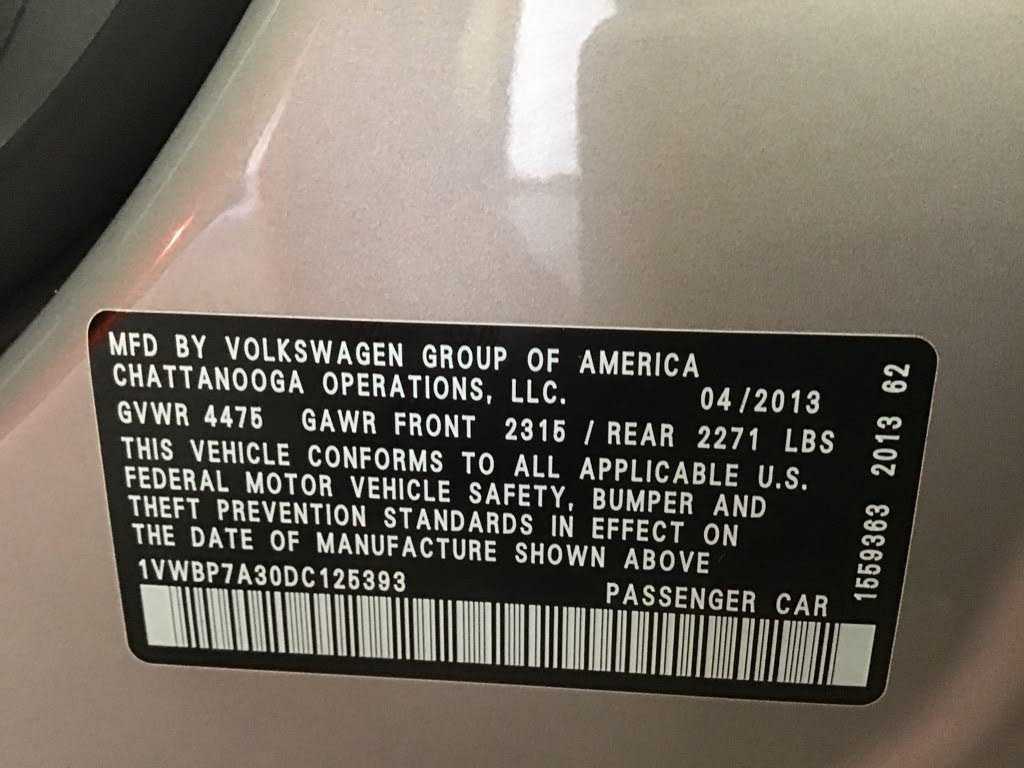 MFD BY VOLKSWAGEN GROUP OF AMERICA
CHATTANOOGA OPERATIONS, LLC. 04/2013
GVWR 4475 GAWR FRONT 2315 / REAR 2271 LBS
THIS VEHICLE CONFORMS TO ALL APPLICABLE U.S.
FEDERAL MOTOR VEHICLE SAFETY, BUMPER AND
THEFT PREVENTION STANDARDS IN EFFECT ON
THE DATE OF MANUFACTURE SHOWN ABOVE
1VWBP7A30DC125393 PASSENGER CAR
1559363 2013 62